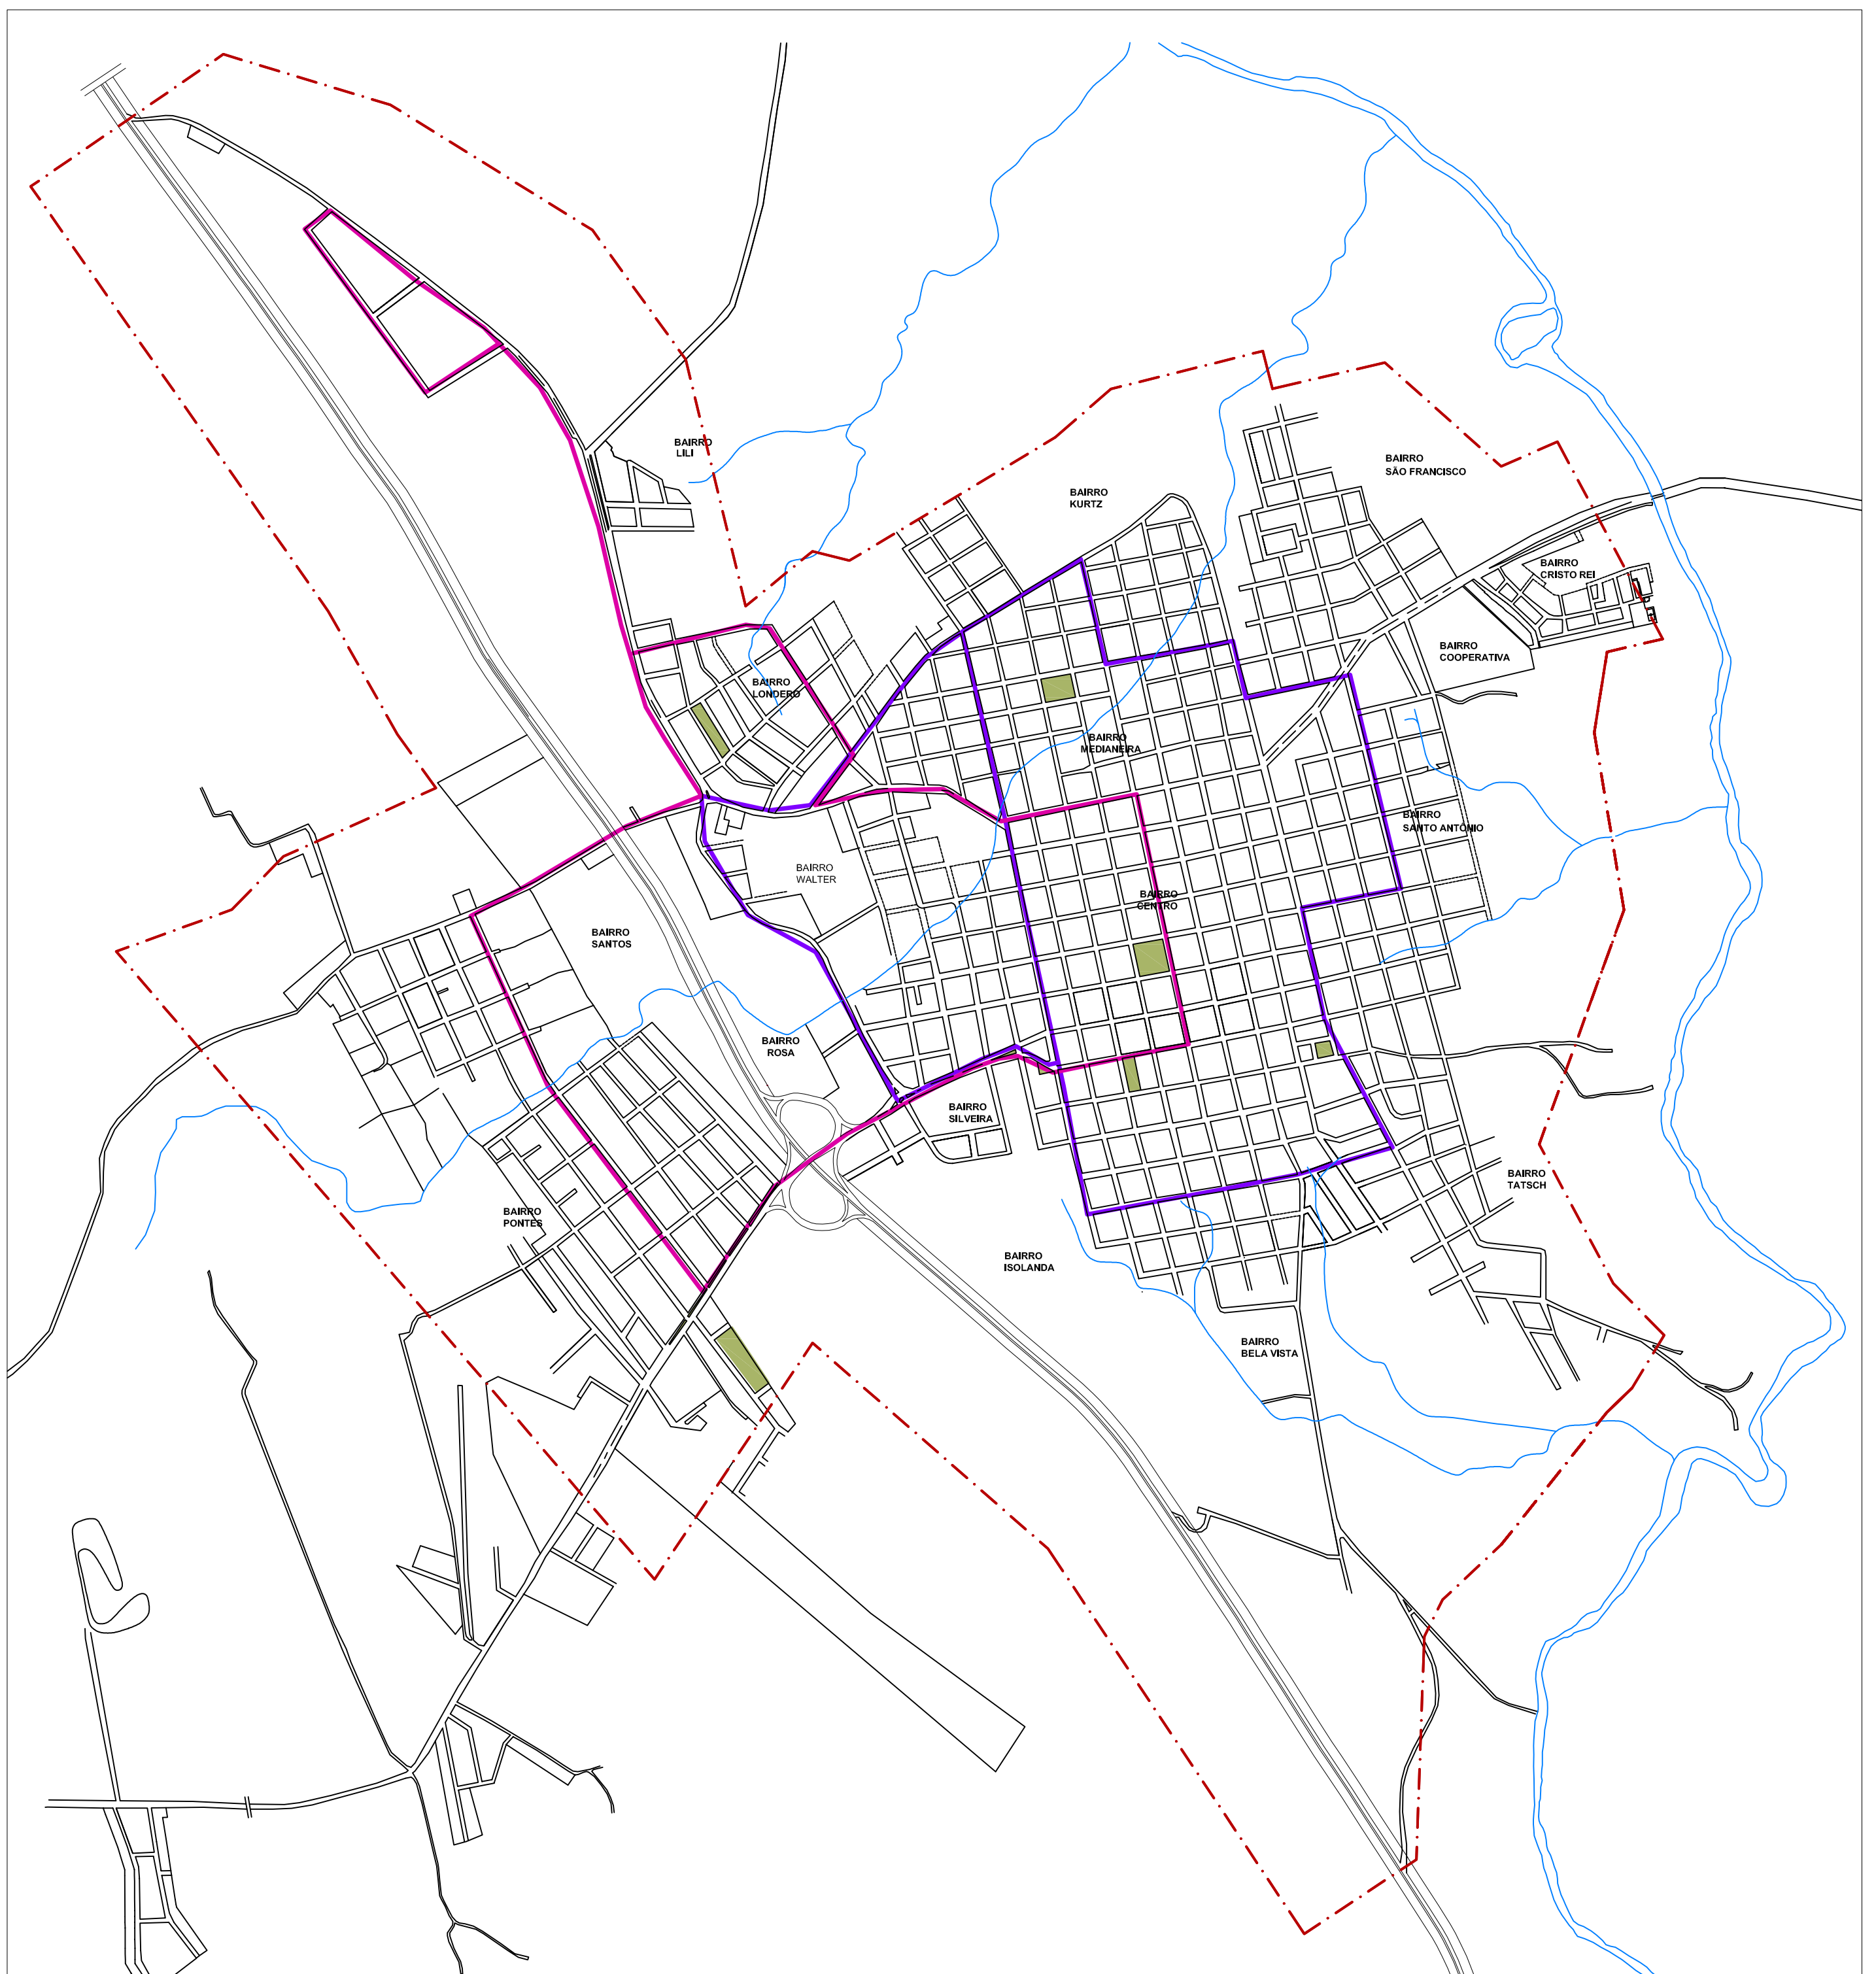 BAIRRO
LILI
BAIRRO
SÃO FRANCISCO
BAIRRO
KURTZ
BAIRRO
CRISTO REI
BAIRRO
COOPERATIVA
BAIRRO
LONDERO
BAIRRO
MEDIANEIRA
BAIRRO
SANTO ANTÔNIO
BAIRRO
WALTER
BAIRRO
CENTRO
BAIRRO
SANTOS
BAIRRO
ROSA
BAIRRO
SILVEIRA
BAIRRO
TATSCH
BAIRRO
PONTES
BAIRRO
ISOLANDA
BAIRRO
BELA VISTA